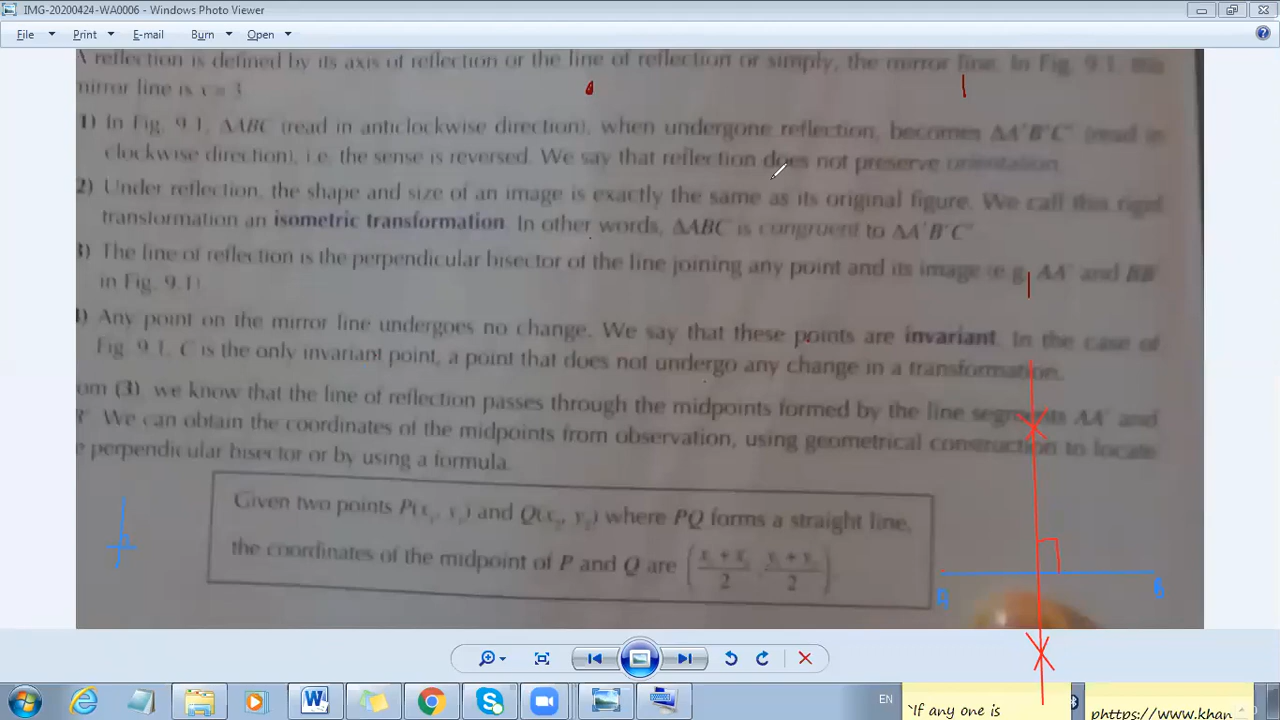 IMG-20200424-WA0006 - Windows Photo Viewer
File Print E-mail Burn Open
A reflection is defined by its axis of reflection or the line of reflection or simply, the mirror line. In Fig. 9.1, this
mirror line is x = 3
1) In Fig. 9.1, ΔABC (read in anticlockwise direction), when undergone reflection, becomes ΔA'B'C' (read in
clockwise direction), i.e. the sense is reversed. We say that reflection does not preserve orientation.
2) Under reflection, the shape and size of an image is exactly the same as its original figure. We call this rigid
transformation an isometric transformation. In other words, ΔABC is congruent to ΔA'B'C'
3) The line of reflection is the perpendicular bisector of the line joining any point and its image (e.g. AA' and BB'
in Fig. 9.1)
4) Any point on the mirror line undergoes no change. We say that these points are invariant. In the case of
Fig. 9.1, C is the only invariant point, a point that does not undergo any change in a transformation.
om (3), we know that the line of reflection passes through the midpoints formed by the line segments AA' and
We can obtain the coordinates of the midpoints from observation, using geometrical construction to locate
e perpendicular bisector or by using a formula.
Given two points P(x₁, y₁) and Q(x₂, y₂) where PQ forms a straight line,
the coordinates of the midpoint of P and Q are (x₁ + x₂/2, y₁ + y₂/2)
A B
EN
"If any one is
phttps://www.khan